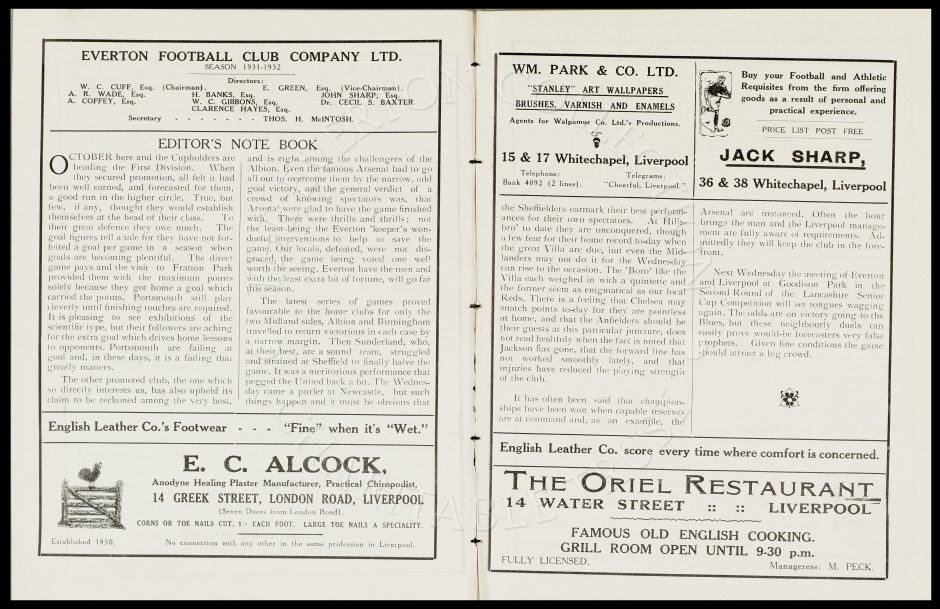 EVERTON FOOTBALL CLUB COMPANY LTD.
SEASON 1931-1932
Directors:
W. C. CUFF, Esq. (Chairman). E. GREEN, Esq. (Vice-Chairman).
A. R. WADE, Esq. H. BANKS, Esq. JOHN SHARP, Esq.
A. COFFEY, Esq. W. C. GIBBONS, Esq. Dr. CECIL S. BAXTER
CLARENCE HAYES, Esq.
Secretary - - - - - - - THOS. H. McINTOSH.
EDITOR'S NOTE BOOK
OCTOBER here and the Cupholders are
heading the First Division. When
they secured promotion, all felt it had
been well earned, and forecasted for them,
a good run in the higher circle. True, but
few, if any, thought they would establish
themselves at the head of their class. To
their great defence they owe much. The
goal figures tell a tale for they have not for-
feited a goal per game in a season when
goals are becoming plentiful. The direct
game pays and the visit to Fratton Park
provided them with the maximum points
solely because they got home a goal which
carried the points. Portsmouth still play
cleverly until finishing touches are required.
It is pleasing to see exhibitions of the
scientific type, but their followers are aching
for the extra goal which drives home lessons
to opponents. Portsmouth are failing at
goal and, in these days, it is a failing that
greatly matters.
The other promoted club, the one which
so directly interests us, has also upheld its
claim to be reckoned among the very best,
and is right among the challengers of the
Albion. Even the famous Arsenal had to go
all out to overcome them by the narrow, odd
goal victory, and the general verdict of a
crowd of knowing spectators was, that
Arsenal were glad to have the game finished
with. There were thrills and thrills; not
the least being the Everton 'keeper's won-
derful interventions to help to save the
game. Our locals, defeated, were not dis-
graced, the game being voted one well
worth the seeing. Everton have the men and
with the least extra bit of fortune, will go far
this season.
The latest series of games proved
favourable to the home clubs for only the
two Midland sides, Albion and Birmingham
travelled to return victorious in each case by
a narrow margin. Then Sunderland, who,
at their best, are a sound team, struggled
and strained at Sheffield to finally halve the
game. It was a meritorious performance that
pegged the United back a bit. The Wednes-
day came a purler at Newcastle, but such
things happen and it must be obvious that
English Leather Co.'s Footwear - - - "Fine" when it's "Wet."
E. C. ALCOCK,
Anodyne Healing Plaster Manufacturer, Practical Chiropodist,
14 GREEK STREET, LONDON ROAD, LIVERPOOL
(Seven Doors from London Road).
CORNS OR TOE NAILS CUT, 1/- EACH FOOT. LARGE TOE NAILS A SPECIALITY.
Established 1850. No connection with any other in the same profession in Liverpool.
WM. PARK & CO. LTD.
"STANLEY" ART WALLPAPERS
BRUSHES, VARNISH AND ENAMELS
Agents for Walpamur Co. Ltd.'s Productions.
15 & 17 Whitechapel, Liverpool
Telephone: Telegrams:
Bank 4092 (2 lines). "Cheerful, Liverpool."
Buy your Football and Athletic
Requisites from the firm offering
goods as a result of personal and
practical experience.
PRICE LIST POST FREE
JACK SHARP,
36 & 38 Whitechapel, Liverpool
the Sheffielders earmark their best perform-
ances for their own spectators. At Hills-
bro' to date they are unconquered, though
a few fear for their home record to-day when
the great Villa are due, but even the Mid-
landers may not do it for the Wednesday
can rise to the occasion. The 'Boro' like the
Villa each weighed in with a quintette and
the former seem as enigmatical as our local
Reds. There is a feeling that Chelsea may
snatch points to-day for they are pointless
at home, and that the Anfielders should be
their guests at this particular juncture, does
not read healthily when the fact is noted that
Jackson has gone, that the forward line has
not worked smoothly lately, and that
injuries have reduced the playing strength
of the club.
It has often been said that champion-
ships have been won when capable reserves
are at command and, as an example, the
Arsenal are instanced. Often the hour
brings the man and the Liverpool manage-
ment are fully aware of requirements. Ad-
mittedly they will keep the club in the fore-
front.
Next Wednesday the meeting of Everton
and Liverpool at Goodison Park in the
Second Round of the Lancashire Senior
Cup Competition will set tongues wagging
again. The odds are on victory going to the
Blues, but these neighbourly duels can
easily prove would-be forecasters very false
prophets. Given fine conditions the game
should attract a big crowd.
English Leather Co. score every time where comfort is concerned.
THE ORIEL RESTAURANT
14 WATER STREET :: :: LIVERPOOL
FAMOUS OLD ENGLISH COOKING.
GRILL ROOM OPEN UNTIL 9-30 p.m.
FULLY LICENSED. Manageress: M. PECK.